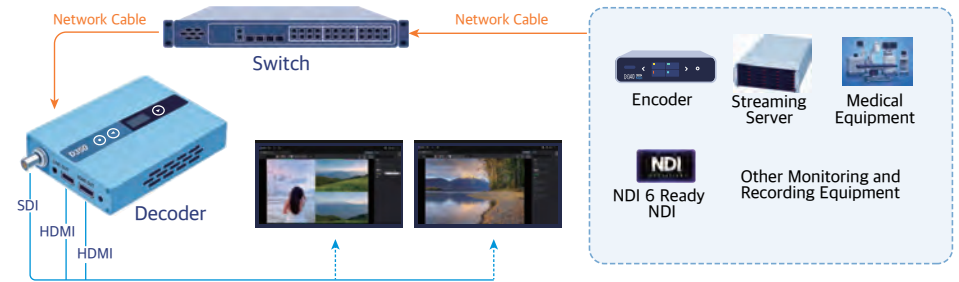 Network Cable
Network Cable
Switch
Encoder
Streaming
Server
Medical
Equipment
NDI
NDI 6 Ready
NDI
Other Monitoring and
Recording Equipment
D350
Decoder
SDI
HDMI
HDMI